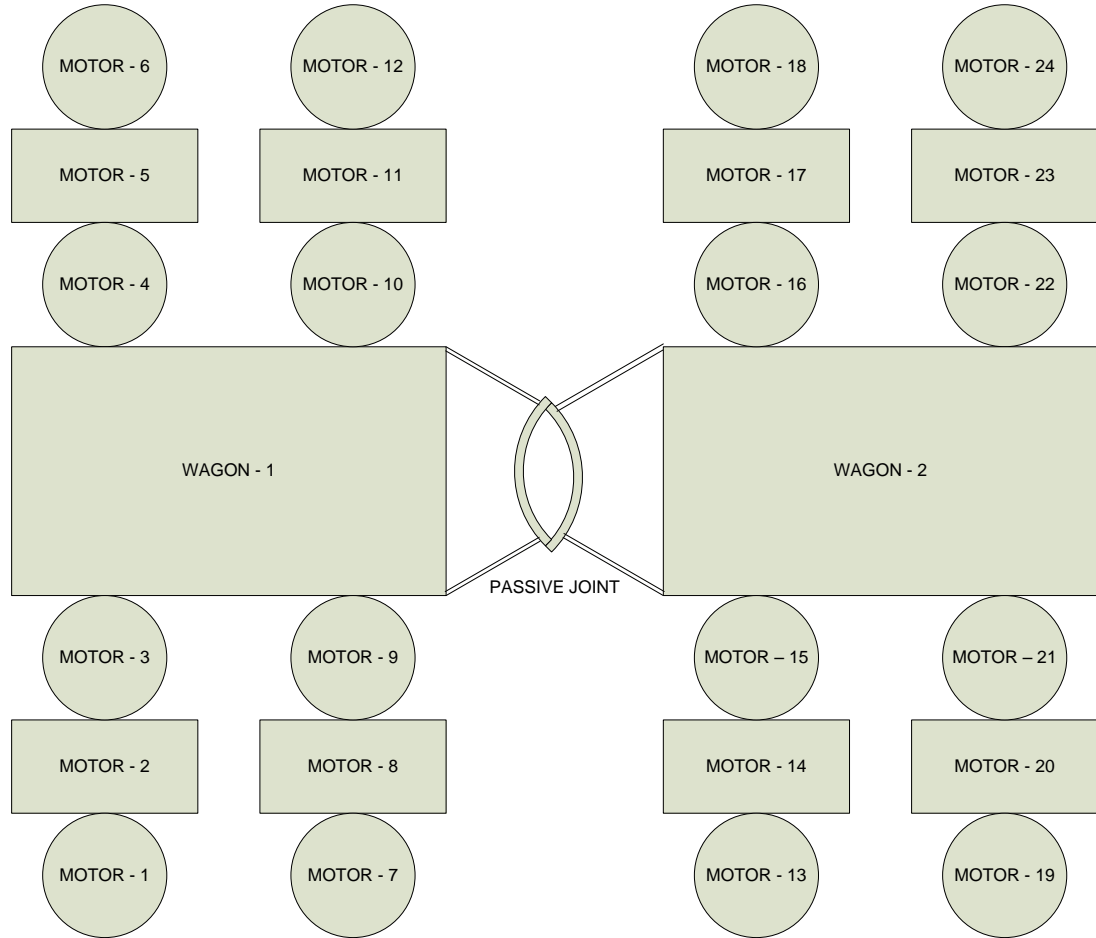 MOTOR - 6
MOTOR - 12
MOTOR - 18
MOTOR - 24
MOTOR - 5
MOTOR - 11
MOTOR - 17
MOTOR - 23
MOTOR - 4
MOTOR - 10
MOTOR - 16
MOTOR - 22
WAGON - 1
WAGON - 2
PASSIVE JOINT
MOTOR - 3
MOTOR - 9
MOTOR – 15
MOTOR – 21
MOTOR - 2
MOTOR - 8
MOTOR - 14
MOTOR - 20
MOTOR - 1
MOTOR - 7
MOTOR - 13
MOTOR - 19